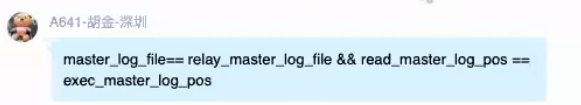 A641-胡金-深圳
master_log_file== relay_master_log_file && read_master_log_pos ==
exec_master_log_pos